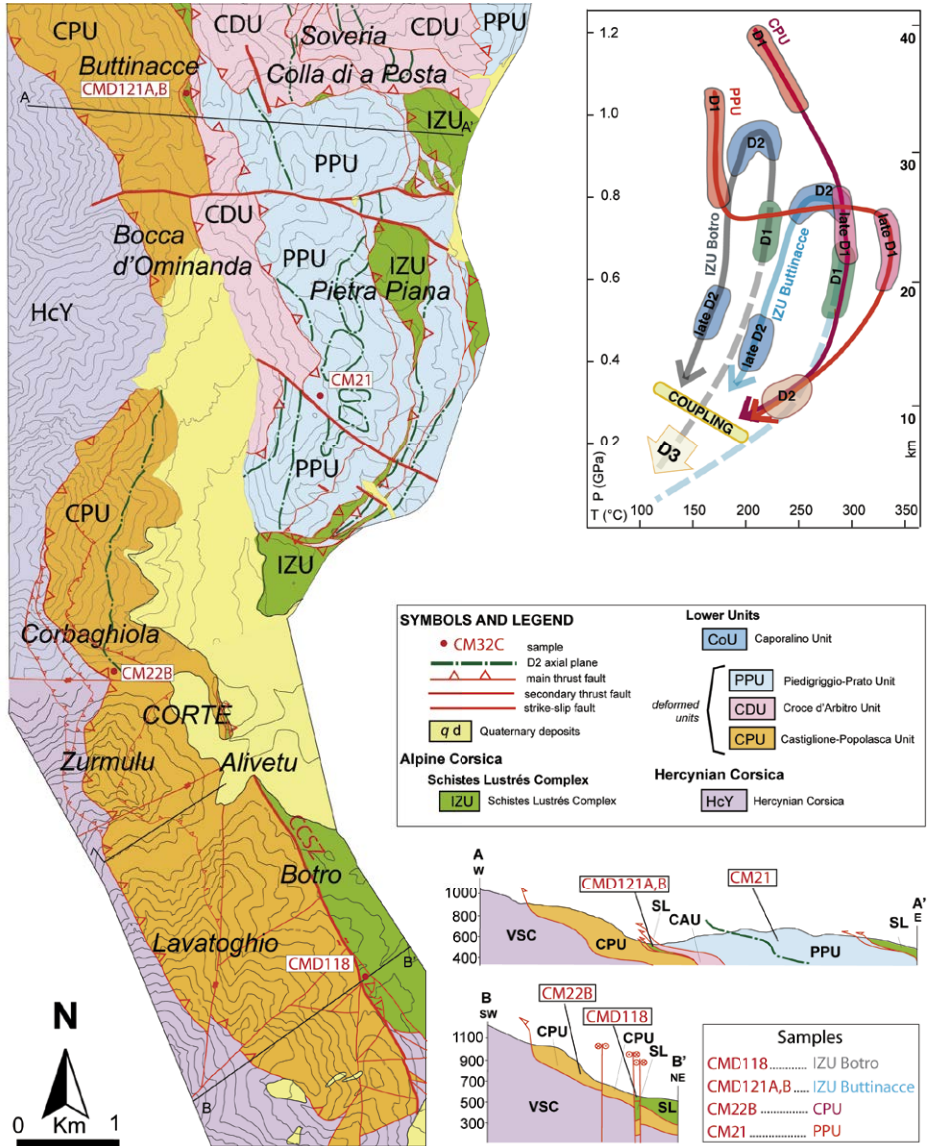 CPU
CDU
Soveria
CDU
PPU
Buttinacce
Colla di a Posta
CMD121A,B
A
IZU
A'
PPU
CDU
Bocca
d'Ominanda
PPU
IZU
Pietra Piana
HcY
CM21
PPU
CPU
IZU
Corbaghiola
CM22B
CORTE
Zurmulu
Alivetu
CCSZ
Botro
Lavatoghio
B'
CMD118
N
B
0 Km 1
1.2
1.0
0.8
0.6
0.4
0.2
P (GPa)
T (°C)
100
150
200
250
300
350
40
30
20
10
km
D1
CPU
D1
PPU
D2
D2
late D1
late D1
IZU Botro
D1
D1
IZU Buttinacce
late D2
late D2
D2
COUPLING
D3
SYMBOLS AND LEGEND
CM32C sample
D2 axial plane
main thrust fault
secondary thrust fault
strike-slip fault
q d Quaternary deposits
Alpine Corsica
Schistes Lustrés Complex
IZU Schistes Lustrés Complex
Lower Units
CoU Caporalino Unit
deformed
units
PPU Piedigriggio-Prato Unit
CDU Croce d'Arbitro Unit
CPU Castiglione-Popolasca Unit
Hercynian Corsica
HcY Hercynian Corsica
A
W
1000
800
600
400
CMD121A,B
CM21
SL
CAU
A'
E
SL
VSC
CPU
PPU
B
SW
1100
900
700
500
300
CM22B
CMD118
CPU
CPU
SL
B'
NE
VSC
SL
Samples
CMD118.......... IZU Botro
CMD121A,B...... IZU Buttinacce
CM22B .............. CPU
CM21 ................ PPU